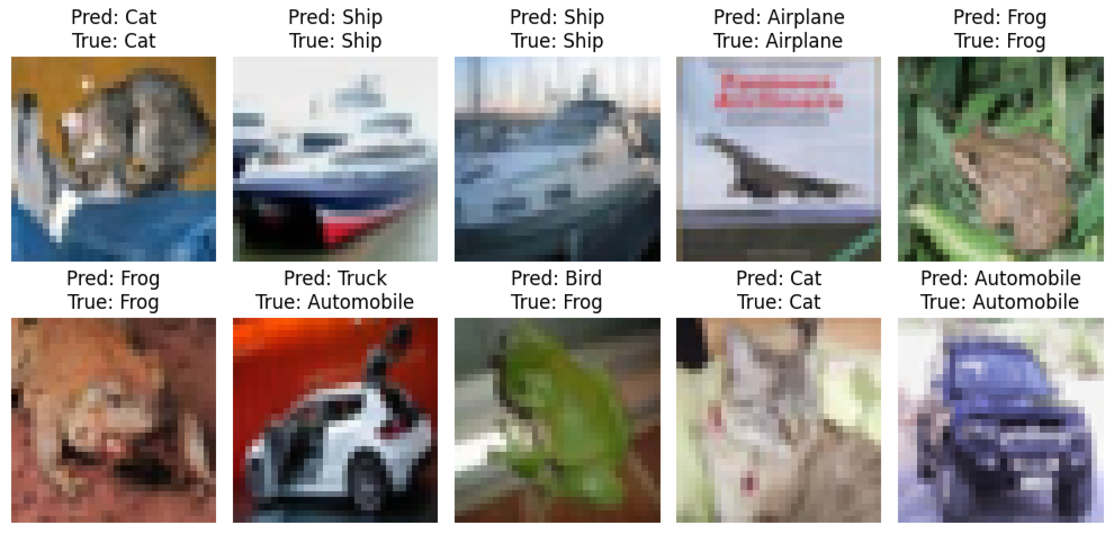 Pred: Cat
True: Cat
Pred: Ship
True: Ship
Pred: Ship
True: Ship
Pred: Airplane
True: Airplane
Pred: Frog
True: Frog
Pred: Frog
True: Frog
Pred: Truck
True: Automobile
Pred: Bird
True: Frog
Pred: Cat
True: Cat
Pred: Automobile
True: Automobile